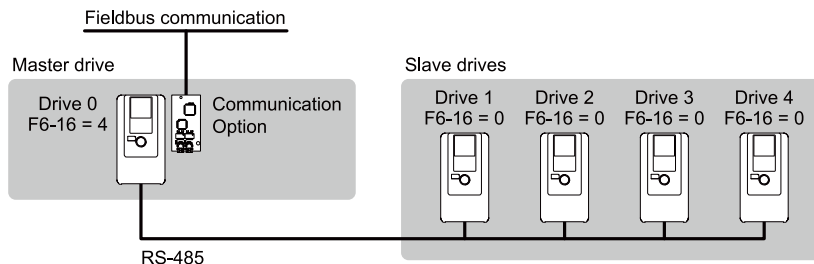 Fieldbus communication
Master drive
Drive 0
F6-16 = 4
Communication
Option
Slave drives
Drive 1
F6-16 = 0
Drive 2
F6-16 = 0
Drive 3
F6-16 = 0
Drive 4
F6-16 = 0
RS-485